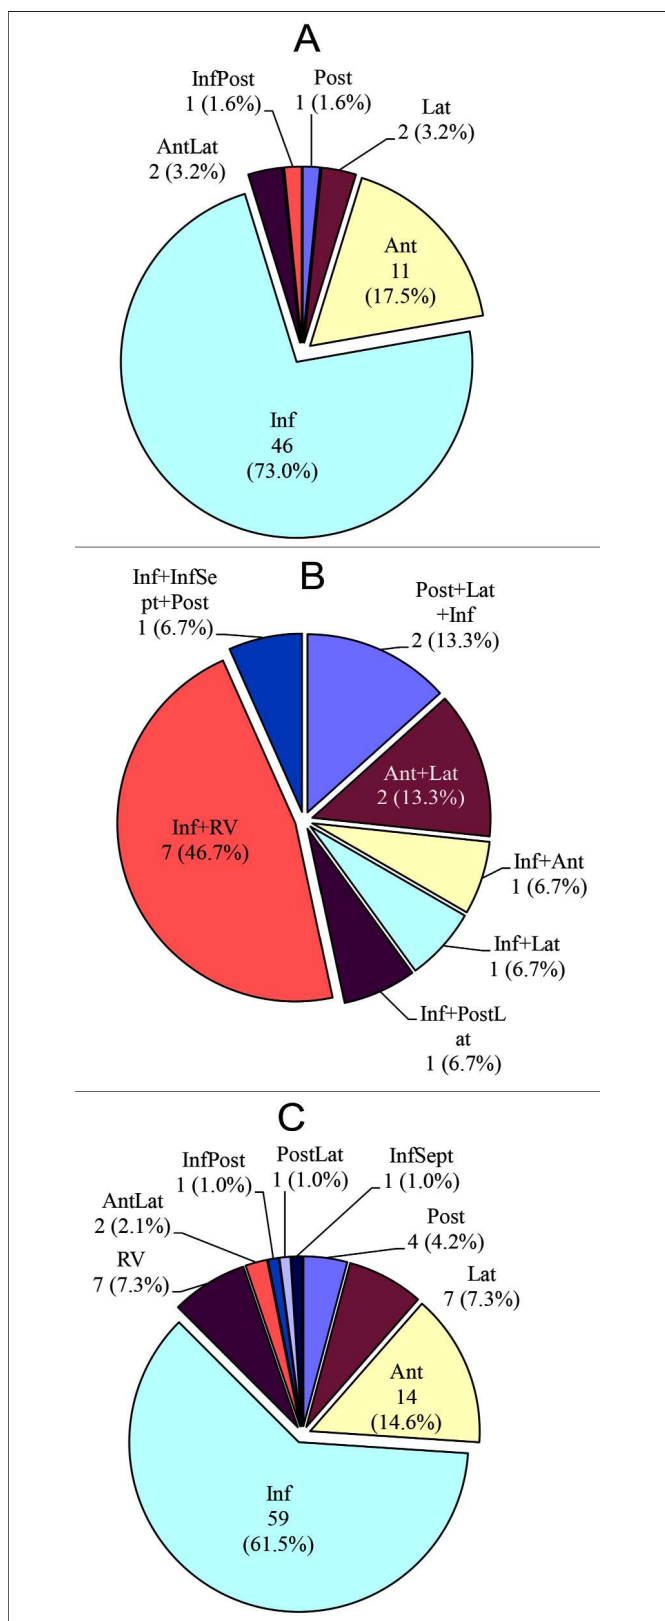 A
InfPost
1 (1.6%)
Post
1 (1.6%)
Lat
2 (3.2%)
AntLat
2 (3.2%)
Ant
11
(17.5%)
Inf
46
(73.0%)
B
Inf+InfSe
pt+Post
1 (6.7%)
Post+Lat
+Inf
2 (13.3%)
Ant+Lat
2 (13.3%)
Inf+RV
7 (46.7%)
Inf+Ant
1 (6.7%)
Inf+Lat
1 (6.7%)
Inf+PostL
at
1 (6.7%)
C
InfPost
1 (1.0%)
PostLat
1 (1.0%)
InfSept
1 (1.0%)
AntLat
2 (2.1%)
Post
4 (4.2%)
RV
7 (7.3%)
Lat
7 (7.3%)
Ant
14
(14.6%)
Inf
59
(61.5%)